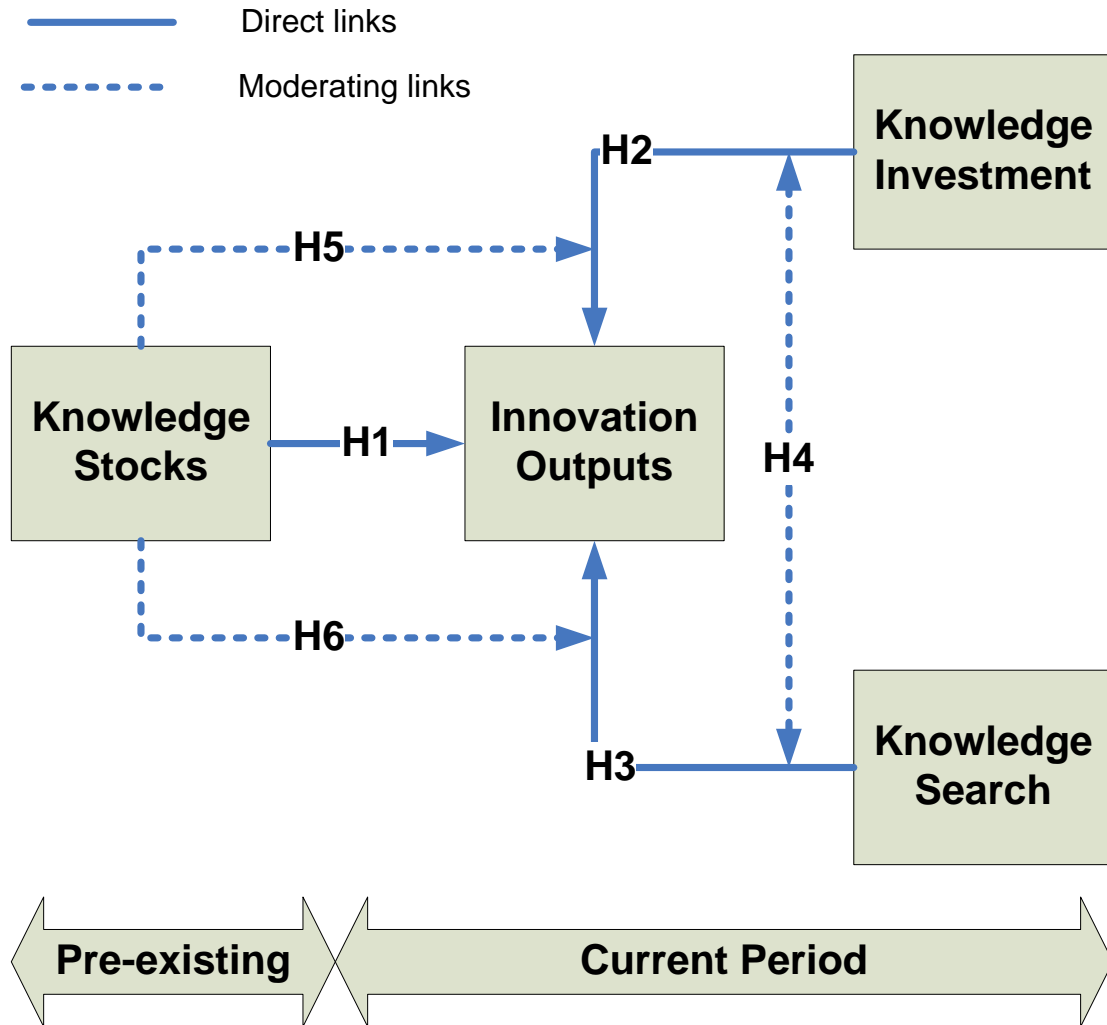 Direct links
Moderating links
Knowledge
Investment
H2
H5
Knowledge
Stocks
H1
Innovation
Outputs
H4
H6
H3
Knowledge
Search
Pre-existing
Current Period